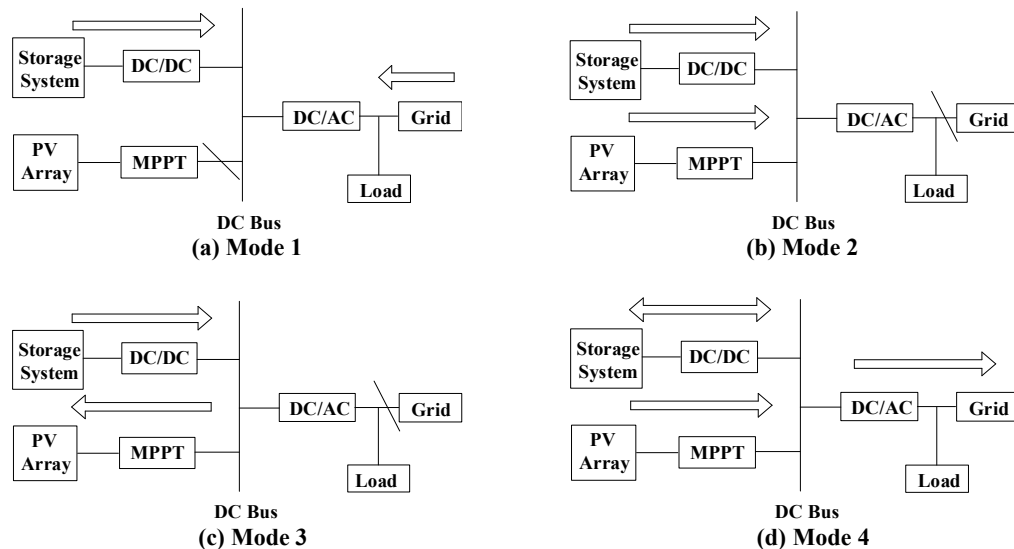 Storage
System
DC/DC
DC/AC
Grid
PV
Array
MPPT
Load
DC Bus
(a) Mode 1
Storage
System
DC/DC
DC/AC
Grid
PV
Array
MPPT
Load
DC Bus
(b) Mode 2
Storage
System
DC/DC
DC/AC
Grid
PV
Array
MPPT
Load
DC Bus
(c) Mode 3
Storage
System
DC/DC
DC/AC
Grid
PV
Array
MPPT
Load
DC Bus
(d) Mode 4